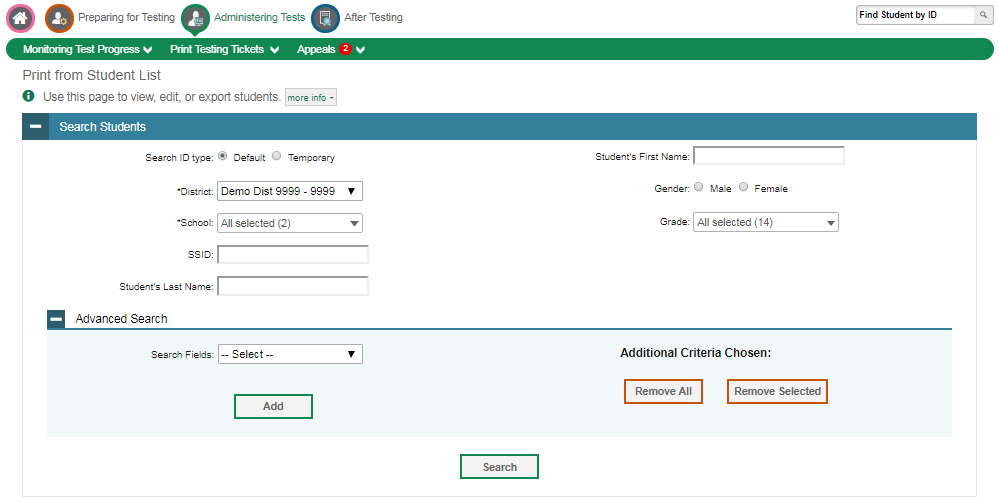 Preparing for Testing Administering Tests After Testing Find Student by ID
Monitoring Test Progress Print Testing Tickets Appeals 2
Print from Student List
Use this page to view, edit, or export students. more info
Search Students
Search ID type: Default Temporary Student's First Name:
*District: Demo Dist 9999 - 9999 Gender: Male Female
*School: All selected (2) Grade: All selected (14)
SSID:
Student's Last Name:
Advanced Search
Search Fields: -- Select -- Additional Criteria Chosen:
Remove All Remove Selected
Add
Search